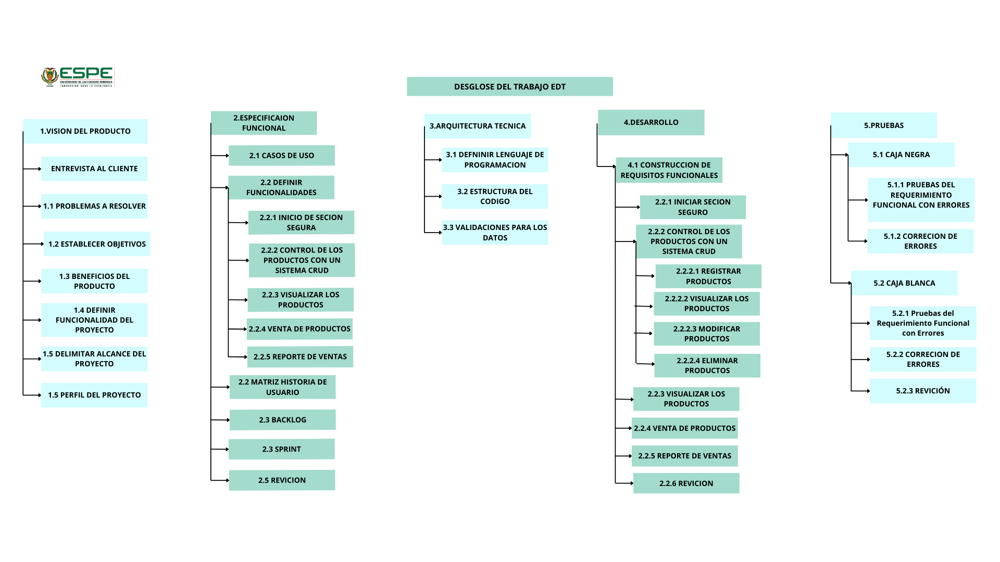 ESPE
UNIVERSIDAD DE LAS FUERZAS ARMADAS
INNOVACIÓN PARA LA EXCELENCIA
DESGLOSE DEL TRABAJO EDT
1.VISION DEL PRODUCTO
ENTREVISTA AL CLIENTE
1.1 PROBLEMAS A RESOLVER
1.2 ESTABLECER OBJETIVOS
1.3 BENEFICIOS DEL
PRODUCTO
1.4 DEFINIR
FUNCIONALIDAD DEL
PROYECTO
1.5 DELIMITAR ALCANCE DEL
PROYECTO
1.5 PERFIL DEL PROYECTO
2.ESPECIFICAION
FUNCIONAL
2.1 CASOS DE USO
2.2 DEFINIR
FUNCIONALIDADES
2.2.1 INICIO DE SECION
SEGURA
2.2.2 CONTROL DE LOS
PRODUCTOS CON UN
SISTEMA CRUD
2.2.3 VISUALIZAR LOS
PRODUCTOS
2.2.4 VENTA DE PRODUCTOS
2.2.5 REPORTE DE VENTAS
2.2 MATRIZ HISTORIA DE
USUARIO
2.3 BACKLOG
2.3 SPRINT
2.5 REVICION
3.ARQUITECTURA TECNICA
3.1 DEFNINIR LENGUAJE DE
PROGRAMACION
3.2 ESTRUCTURA DEL
CODIGO
3.3 VALIDACIONES PARA LOS
DATOS
4.DESARROLLO
4.1 CONSTRUCCION DE
REQUISITOS FUNCIONALES
2.2.1 INICIAR SECION
SEGURO
2.2.2 CONTROL DE LOS
PRODUCTOS CON UN
SISTEMA CRUD
2.2.2.1 REGISTRAR
PRODUCTOS
2.2.2.2 VISUALIZAR LOS
PRODUCTOS
2.2.2.3 MODIFICAR
PRODUCTOS
2.2.2.4 ELIMINAR
PRODUCTOS
2.2.3 VISUALIZAR LOS
PRODUCTOS
2.2.4 VENTA DE PRODUCTOS
2.2.5 REPORTE DE VENTAS
2.2.6 REVICION
5.PRUEBAS
5.1 CAJA NEGRA
5.1.1 PRUEBAS DEL
REQUERIMIENTO
FUNCIONAL CON ERRORES
5.1.2 CORRECION DE
ERRORES
5.2 CAJA BLANCA
5.2.1 Pruebas del
Requerimiento Funcional
con Errores
5.2.2 CORRECION DE
ERRORES
5.2.3 REVICIÓN